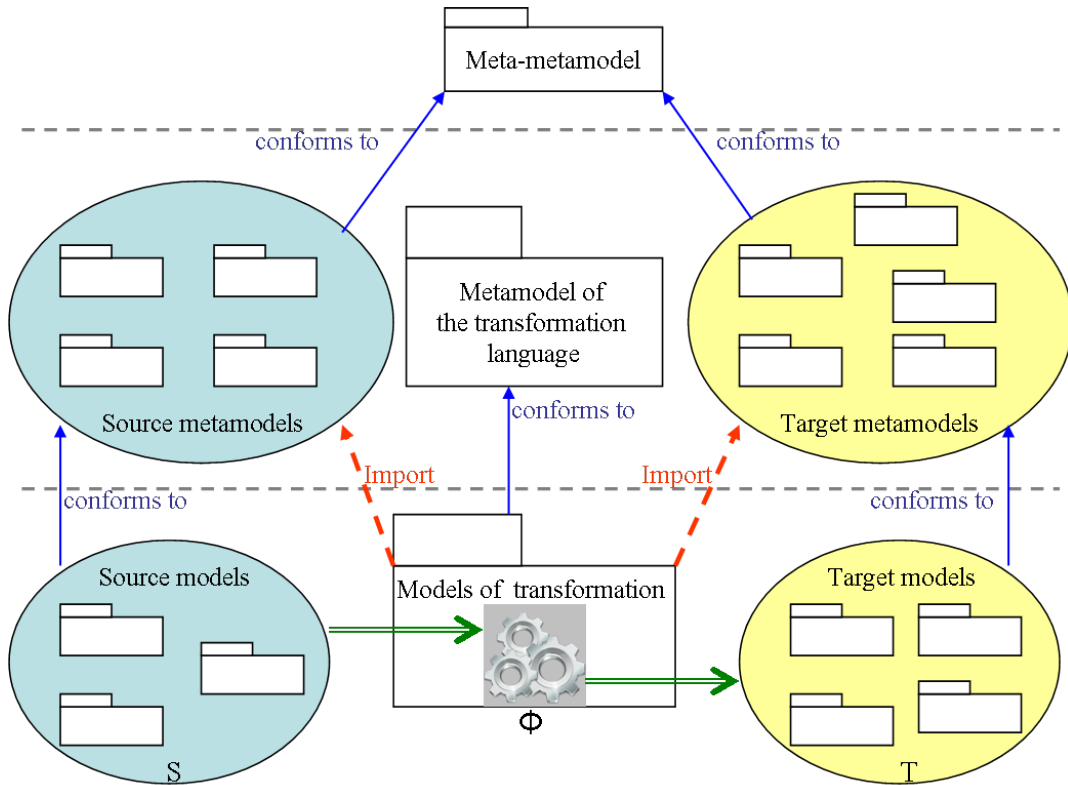 Meta-metamodel
conforms to
conforms to
Metamodel of
the transformation
language
Source metamodels
conforms to
Target metamodels
Import
Import
conforms to
conforms to
Source models
Models of transformation
Target models
Φ
S
T